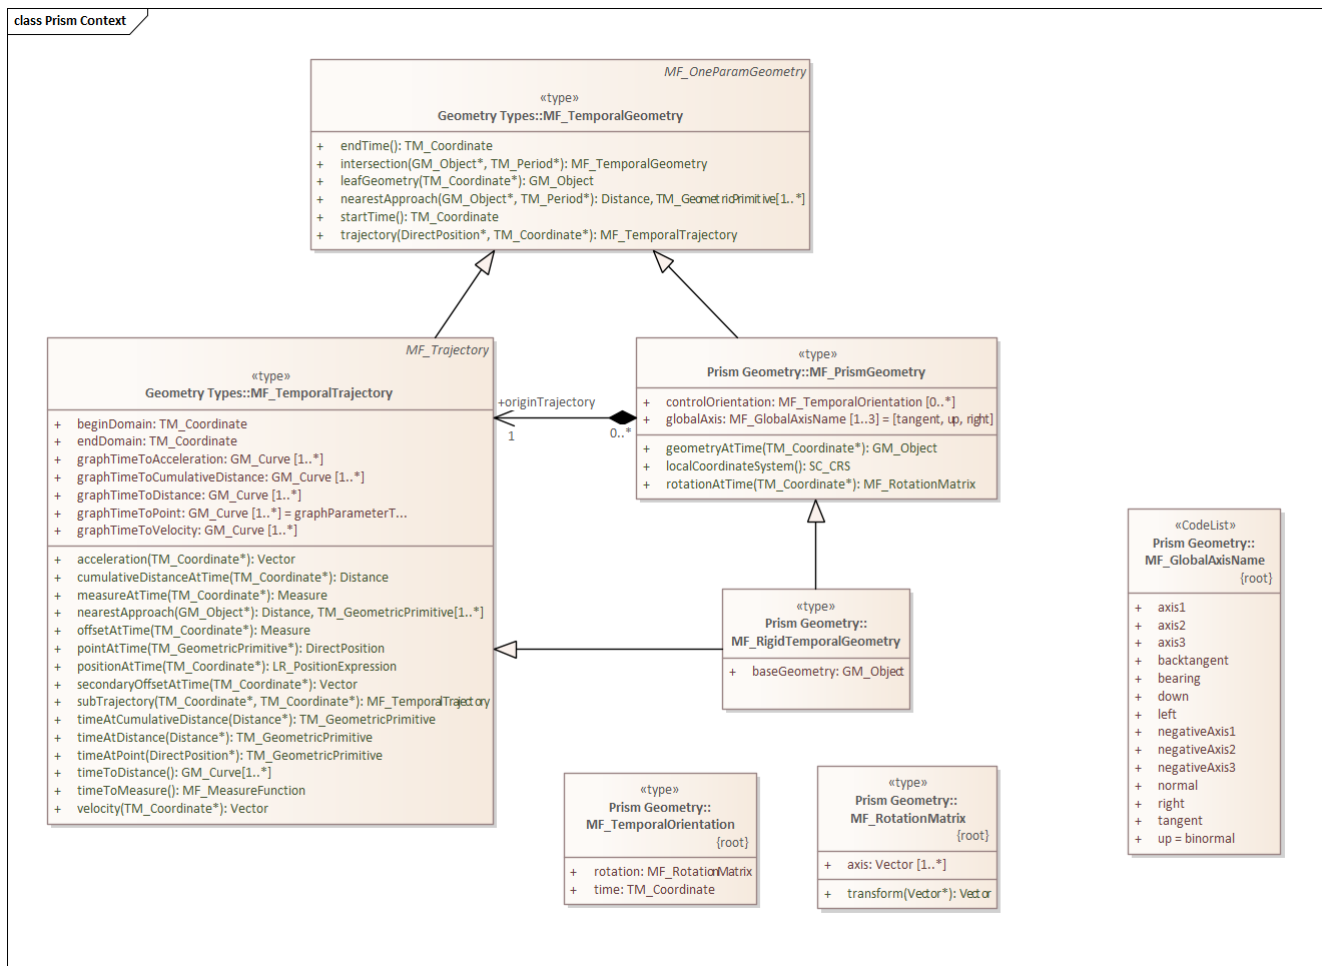 class Prism Context
MF_OneParamGeometry
«type»
Geometry Types::MF_TemporalGeometry
+ endTime(): TM_Coordinate
+ intersection(GM_Object*, TM_Period*): MF_TemporalGeometry
+ leafGeometry(TM_Coordinate*): GM_Object
+ nearestApproach(GM_Object*, TM_Period*): Distance, TM_GeometricPrimitive[1..*]
+ startTime(): TM_Coordinate
+ trajectory(DirectPosition*, TM_Coordinate*): MF_TemporalTrajectory
MF_Trajectory
«type»
Geometry Types::MF_TemporalTrajectory
+ beginDomain: TM_Coordinate
+ endDomain: TM_Coordinate
+ graphTimeToAcceleration: GM_Curve [1..*]
+ graphTimeToCumulativeDistance: GM_Curve [1..*]
+ graphTimeToDistance: GM_Curve [1..*]
+ graphTimeToPoint: GM_Curve [1..*] = graphParameterT...
+ graphTimeToVelocity: GM_Curve [1..*]
+ acceleration(TM_Coordinate*): Vector
+ cumulativeDistanceAtTime(TM_Coordinate*): Distance
+ measureAtTime(TM_Coordinate*): Measure
+ nearestApproach(GM_Object*): Distance, TM_GeometricPrimitive[1..*]
+ offsetAtTime(TM_Coordinate*): Measure
+ pointAtTime(TM_GeometricPrimitive*): DirectPosition
+ positionAtTime(TM_Coordinate*): LR_PositionExpression
+ secondaryOffsetAtTime(TM_Coordinate*): Vector
+ subTrajectory(TM_Coordinate*, TM_Coordinate*): MF_TemporalTrajectory
+ timeAtCumulativeDistance(Distance*): TM_GeometricPrimitive
+ timeAtDistance(Distance*): TM_GeometricPrimitive
+ timeAtPoint(DirectPosition*): TM_GeometricPrimitive
+ timeToDistance(): GM_Curve[1..*]
+ timeToMeasure(): MF_MeasureFunction
+ velocity(TM_Coordinate*): Vector
+originTrajectory
1
0..*
«type»
Prism Geometry::MF_PrismGeometry
+ controlOrientation: MF_TemporalOrientation [0..*]
+ globalAxis: MF_GlobalAxisName [1..3] = [tangent, up, right]
+ geometryAtTime(TM_Coordinate*): GM_Object
+ localCoordinateSystem(): SC_CRS
+ rotationAtTime(TM_Coordinate*): MF_RotationMatrix
«type»
Prism Geometry::
MF_RigidTemporalGeometry
+ baseGeometry: GM_Object
«type»
Prism Geometry::
MF_TemporalOrientation
{root}
+ rotation: MF_RotationMatrix
+ time: TM_Coordinate
«type»
Prism Geometry::
MF_RotationMatrix
{root}
+ axis: Vector [1..*]
+ transform(Vector*): Vector
«CodeList»
Prism Geometry::
MF_GlobalAxisName
{root}
+ axis1
+ axis2
+ axis3
+ backtangent
+ bearing
+ down
+ left
+ negativeAxis1
+ negativeAxis2
+ negativeAxis3
+ normal
+ right
+ tangent
+ up = binormal